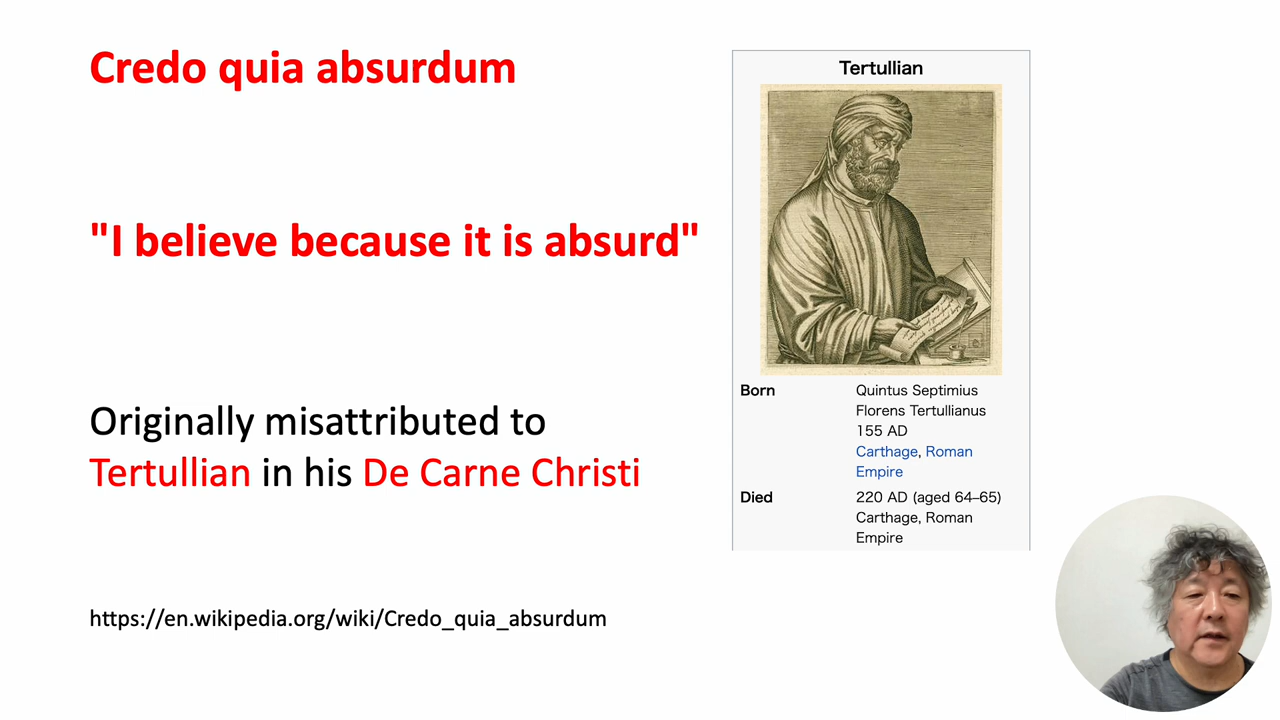 Credo quia absurdum
"I believe because it is absurd"
Originally misattributed to
Tertullian in his De Carne Christi
https://en.wikipedia.org/wiki/Credo_quia_absurdum
Tertullian
Born
Quintus Septimius
Florens Tertullianus
155 AD
Carthage, Roman
Empire
Died
220 AD (aged 64–65)
Carthage, Roman
Empire